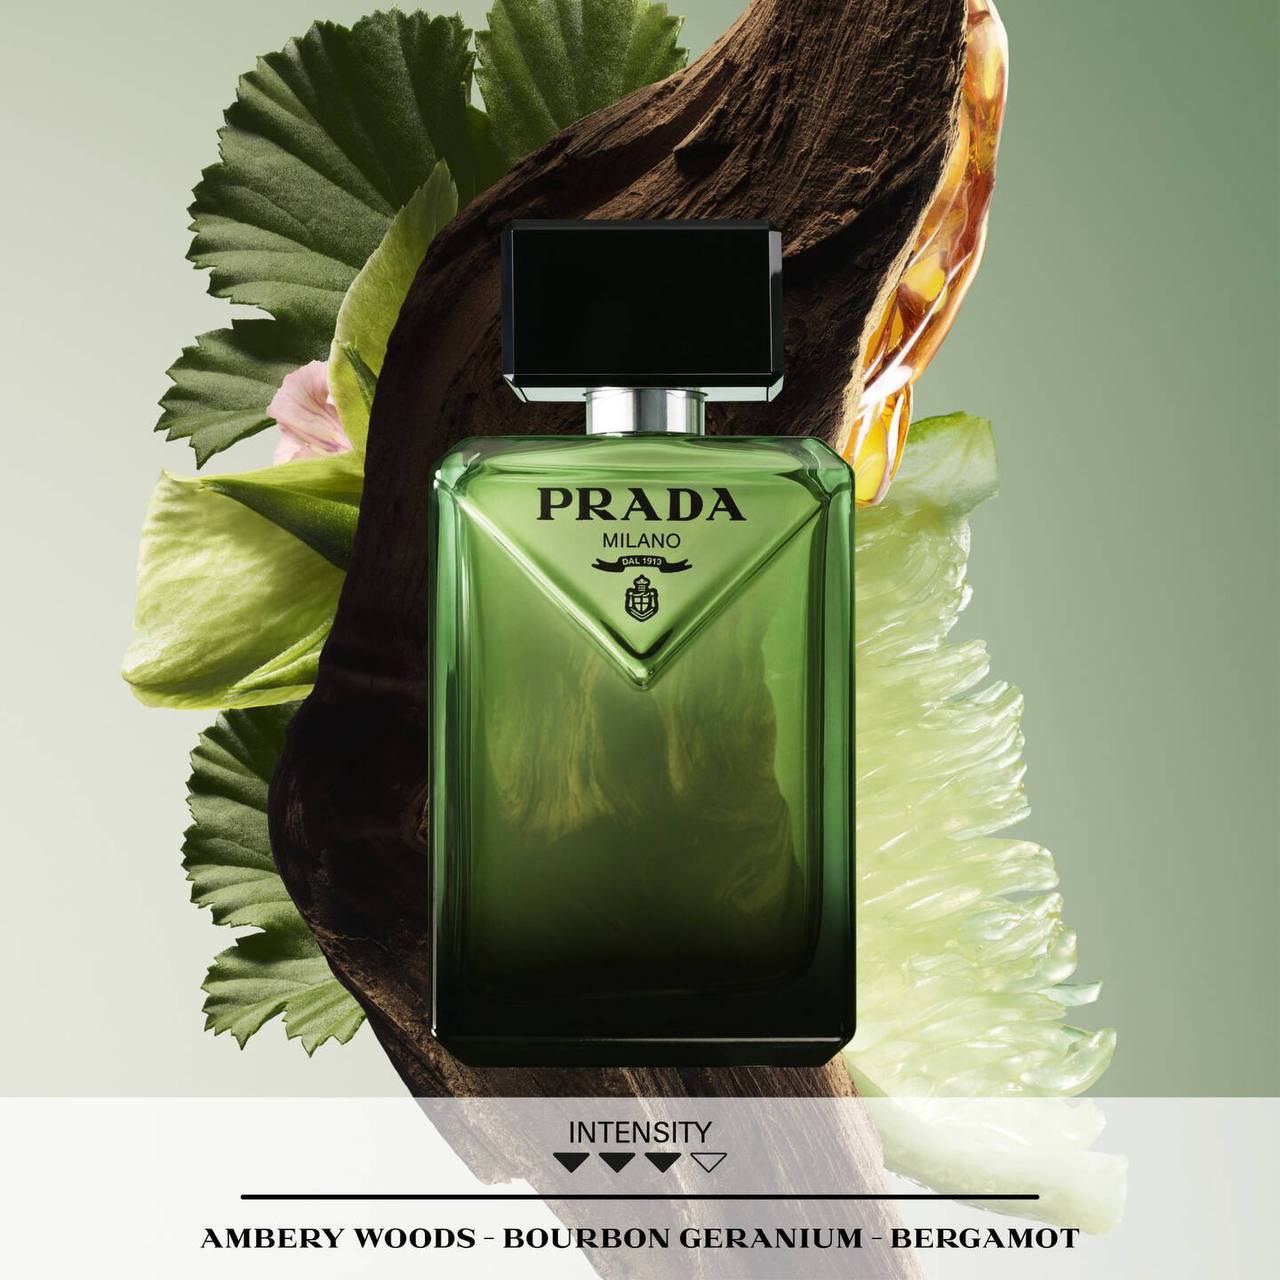 PRADA
MILANO
DAL 1913
INTENSITY
AMBERY WOODS - BOURBON GERANIUM - BERGAMOT